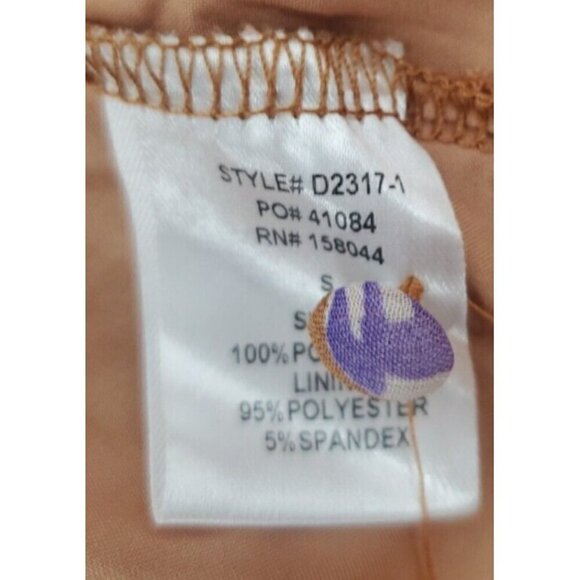 STYLE# D2317-1
PO# 41084
RN# 158044
S
100%
95%POLYESTER
5%SPANDEX